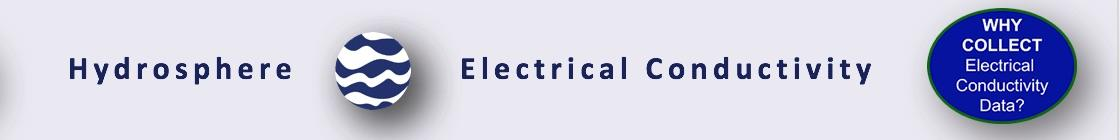 Hydrosphere Electrical Conductivity
WHY
COLLECT
Electrical
Conductivity
Data?